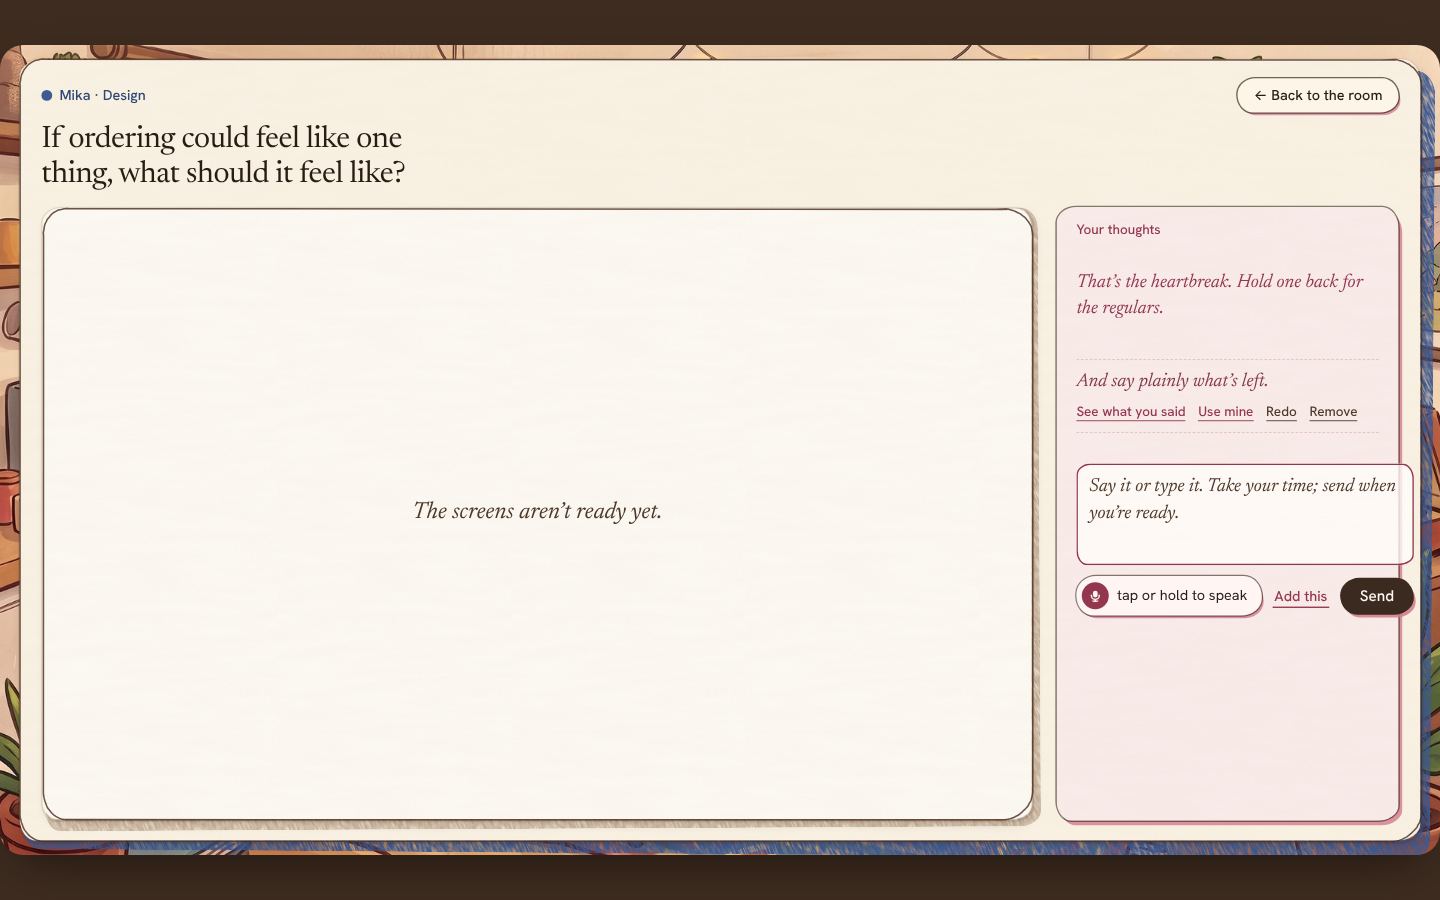 Mika · Design
← Back to the room
If ordering could feel like one
thing, what should it feel like?
The screens aren’t ready yet.
Your thoughts
That’s the heartbreak. Hold one back for
the regulars.
And say plainly what’s left.
See what you said Use mine Redo Remove
Say it or type it. Take your time; send when
you’re ready.
tap or hold to speak Add this Send